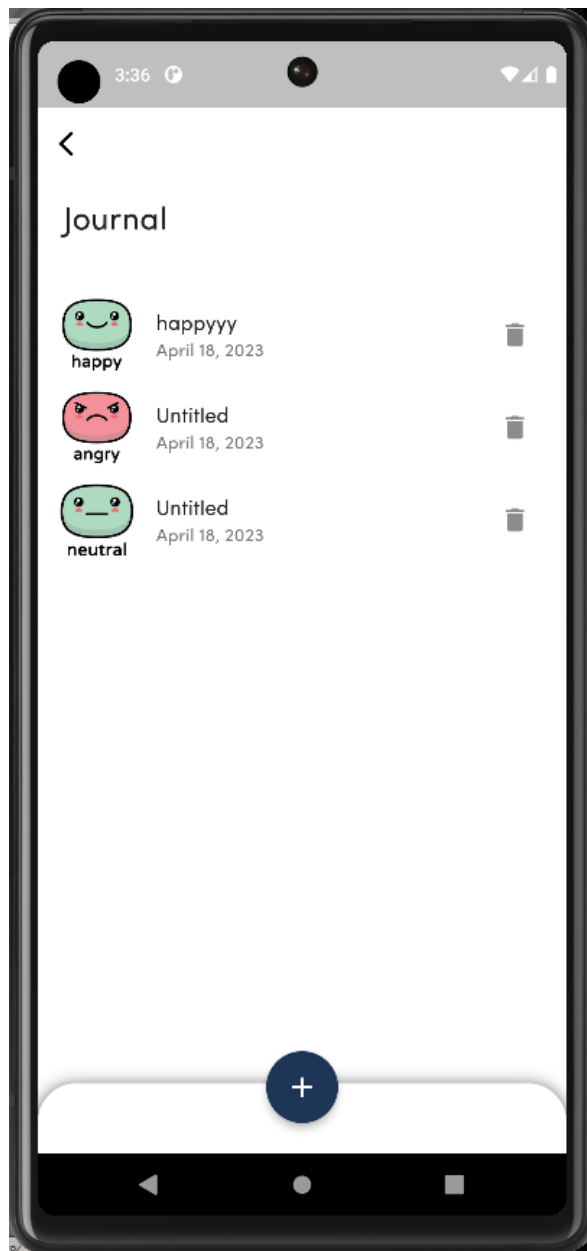 3:36
Journal
happyyy
April 18, 2023
happy
Untitled
April 18, 2023
angry
Untitled
April 18, 2023
neutral